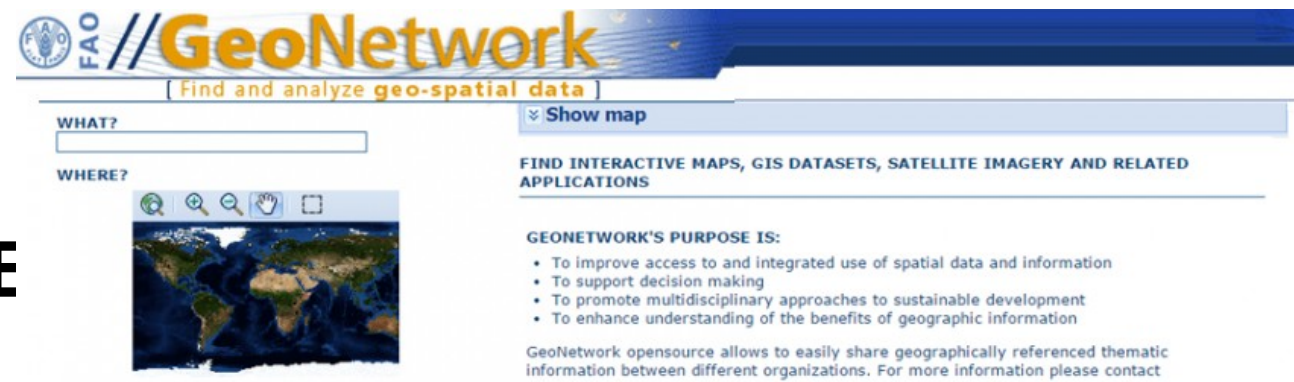 FAO
//GeoNetwork
[ Find and analyze geo-spatial data ]
WHAT?
WHERE?
E
Show map
FIND INTERACTIVE MAPS, GIS DATASETS, SATELLITE IMAGERY AND RELATED
APPLICATIONS
GEONETWORK'S PURPOSE IS:
• To improve access to and integrated use of spatial data and information
• To support decision making
• To promote multidisciplinary approaches to sustainable development
• To enhance understanding of the benefits of geographic information
GeoNetwork opensource allows to easily share geographically referenced thematic
information between different organizations. For more information please contact